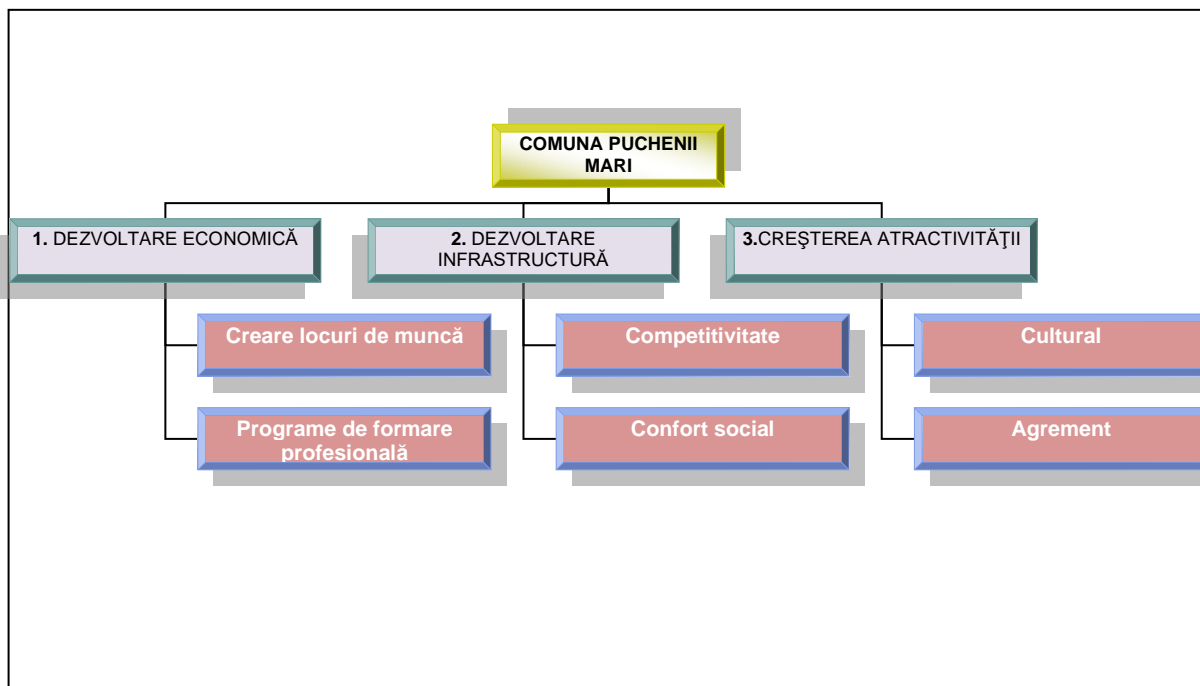 COMUNA PUCHENII
MARI
1. DEZVOLTARE ECONOMICĂ
2. DEZVOLTARE
INFRASTRUCTURĂ
3.CREŞTEREA ATRACTIVITĂŢII
Creare locuri de muncă
Competitivitate
Cultural
Programe de formare
profesională
Confort social
Agrement